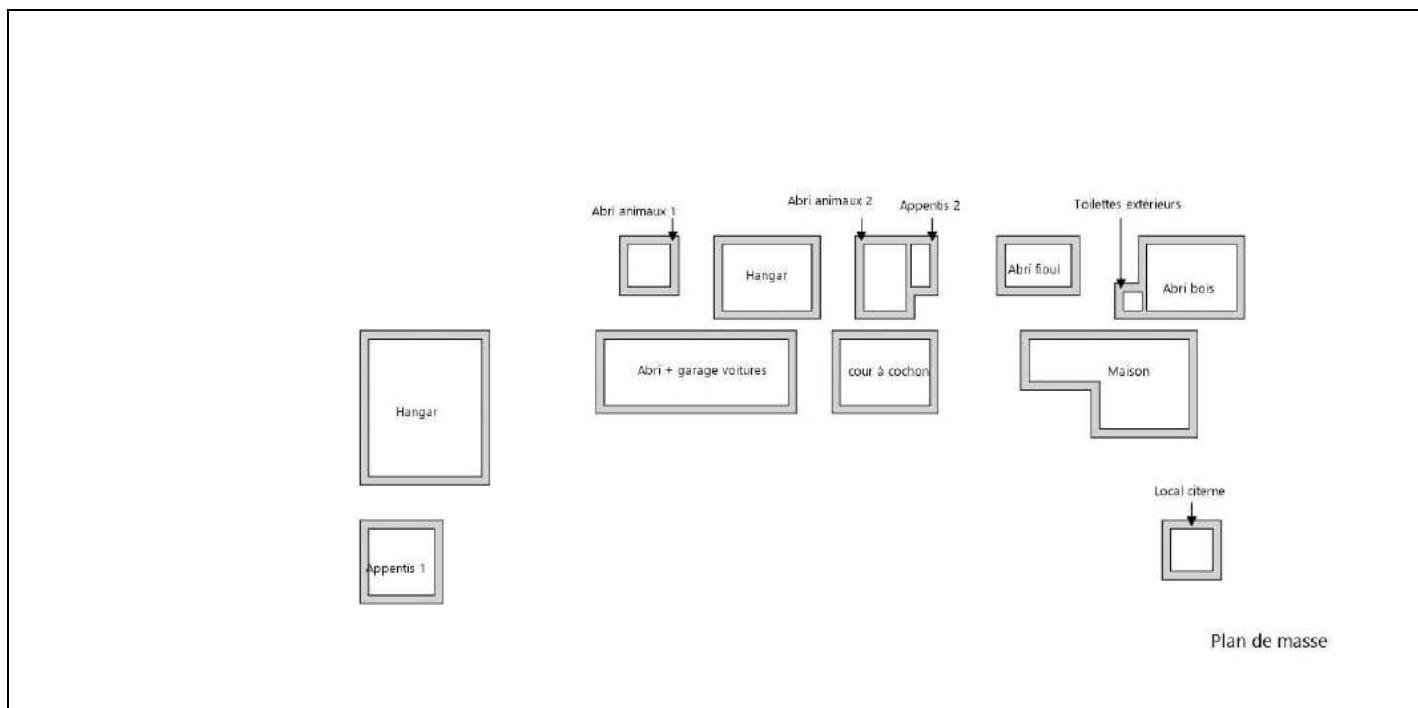 Abri animaux 1
Abri animaux 2
Appentis 2
Toilettes extérieurs
Hangar
Abri fioul
Abri bois
Abri + garage voitures
cour à cochon
Maison
Hangar
Local citerne
Appentis 1
Plan de masse